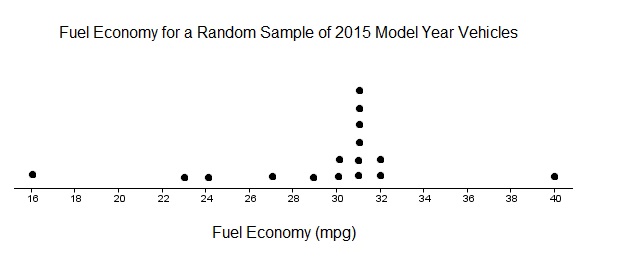 Fuel Economy for a Random Sample of 2015 Model Year Vehicles
16 18 20 22 24 26 28 30 32 34 36 38 40
Fuel Economy (mpg)